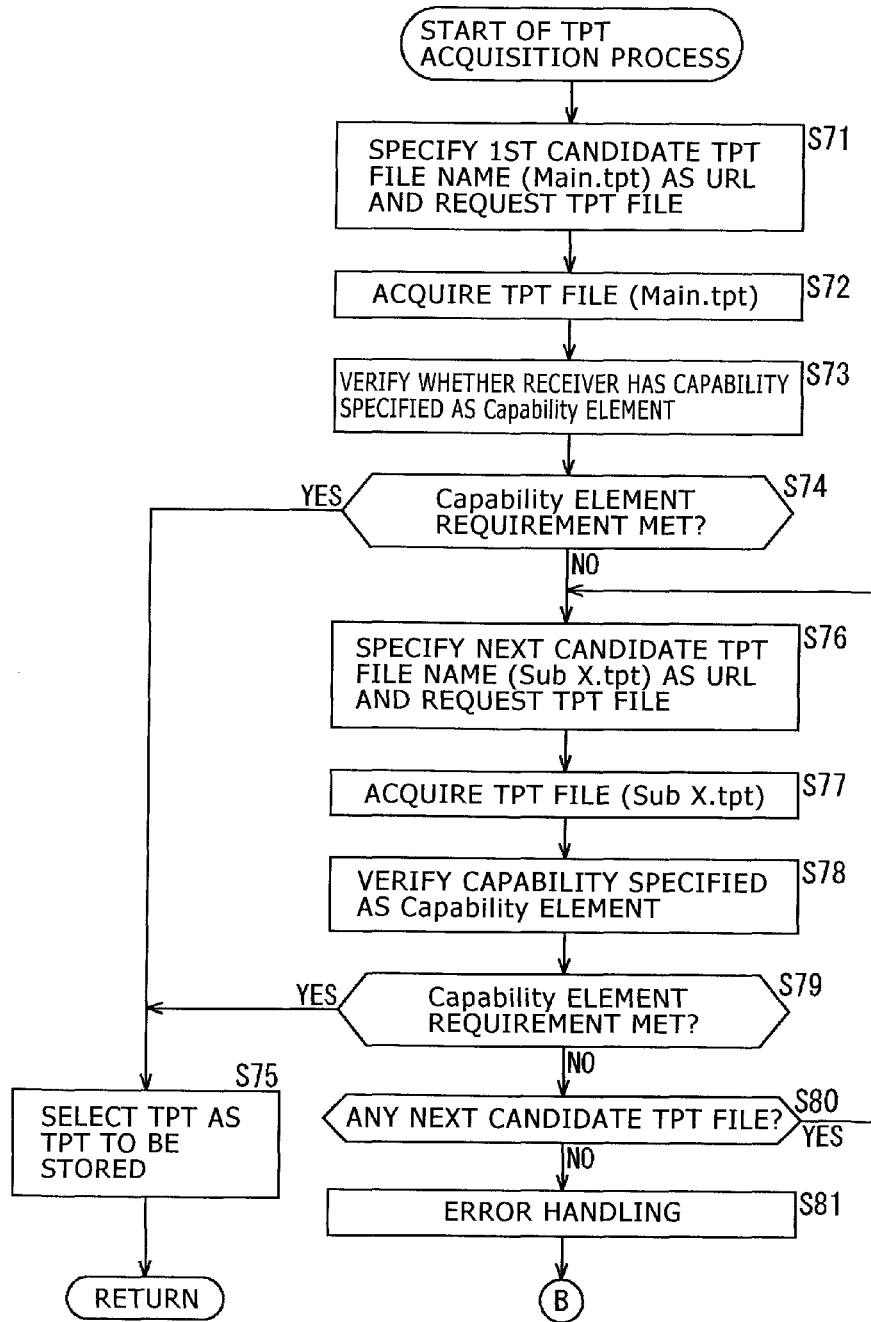 START OF TPT
ACQUISITION PROCESS
S71
SPECIFY 1ST CANDIDATE TPT
FILE NAME (Main.tpt) AS URL
AND REQUEST TPT FILE
S72
ACQUIRE TPT FILE (Main.tpt)
S73
VERIFY WHETHER RECEIVER HAS CAPABILITY
SPECIFIED AS Capability ELEMENT
S74
YES
Capability ELEMENT
REQUIREMENT MET?
NO
S76
SPECIFY NEXT CANDIDATE TPT
FILE NAME (Sub X.tpt) AS URL
AND REQUEST TPT FILE
S77
ACQUIRE TPT FILE (Sub X.tpt)
S78
VERIFY CAPABILITY SPECIFIED
AS Capability ELEMENT
S79
YES
Capability ELEMENT
REQUIREMENT MET?
NO
S75
SELECT TPT AS
TPT TO BE
STORED
S80
ANY NEXT CANDIDATE TPT FILE?
YES
NO
S81
ERROR HANDLING
RETURN
B